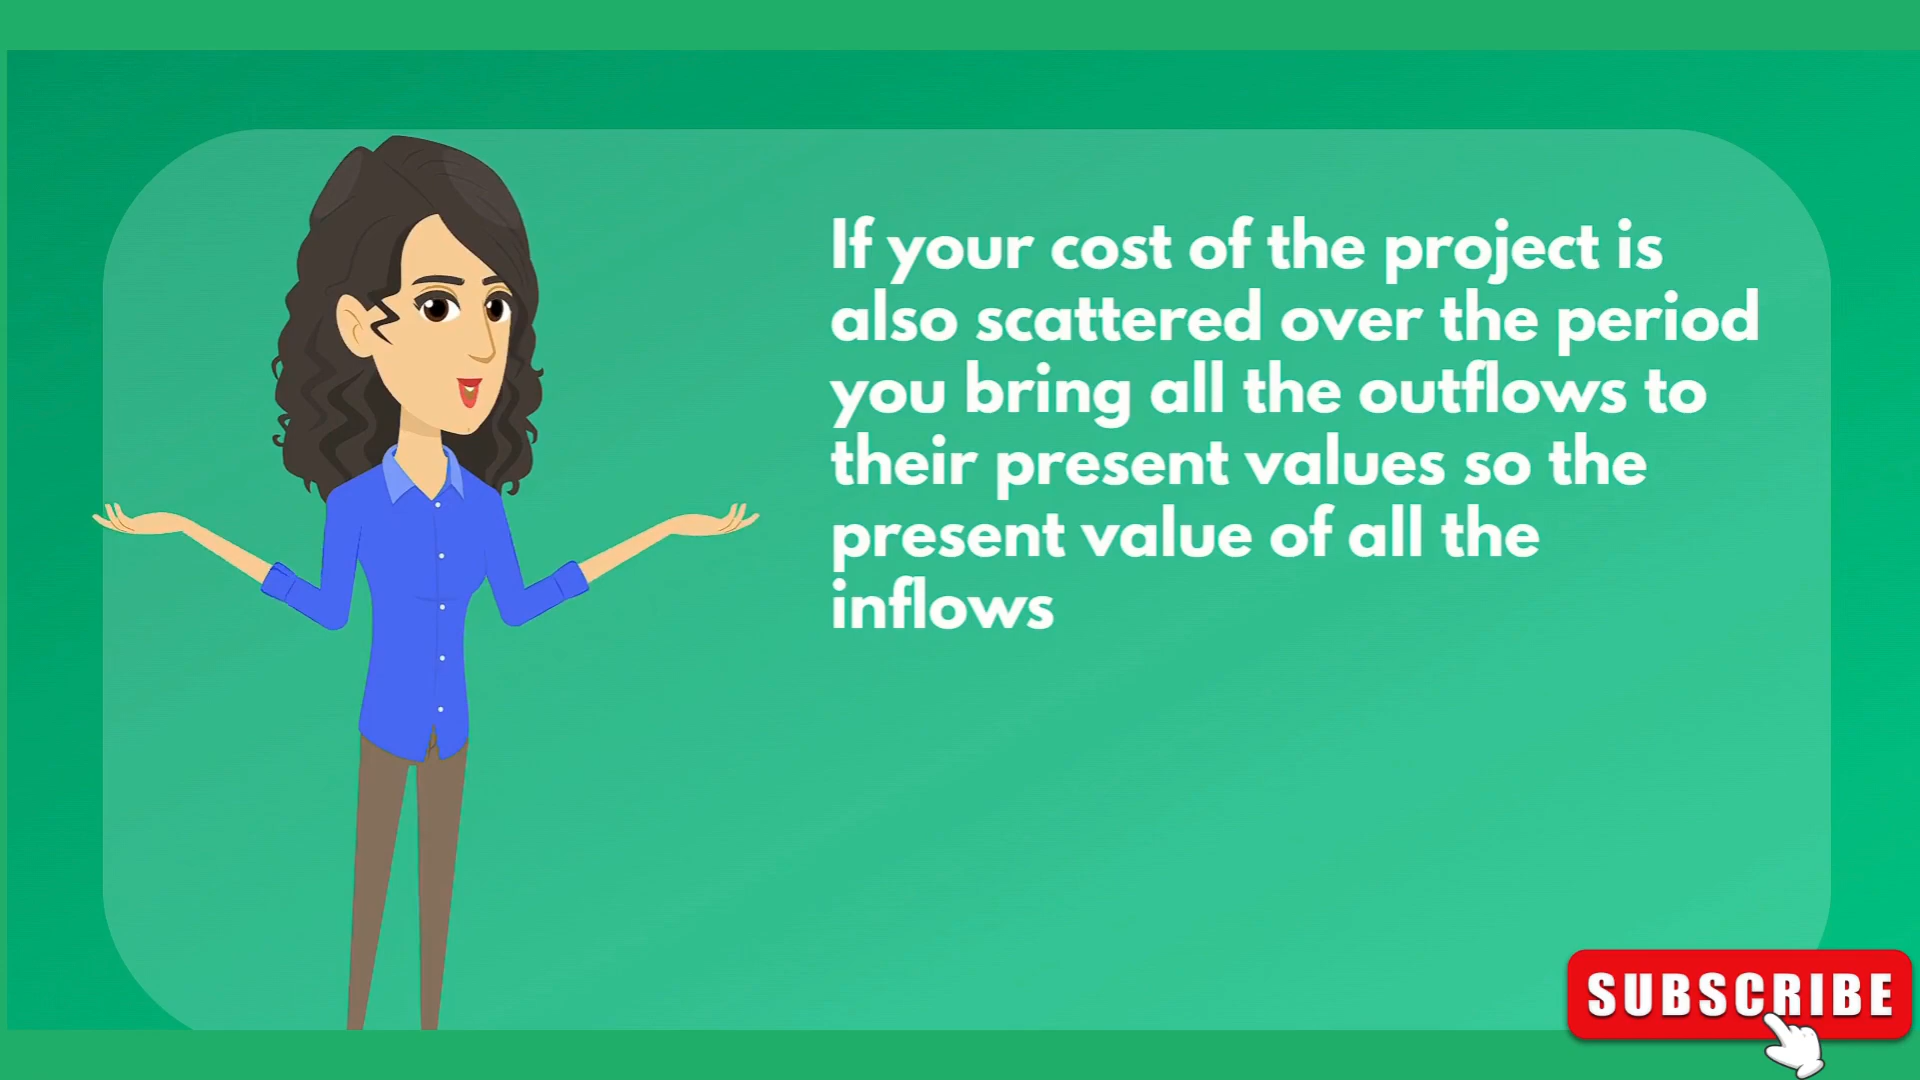 If your cost of the project is
also scattered over the period
you bring all the outflows to
their present values so the
present value of all the
inflows
SUBSCRIBE